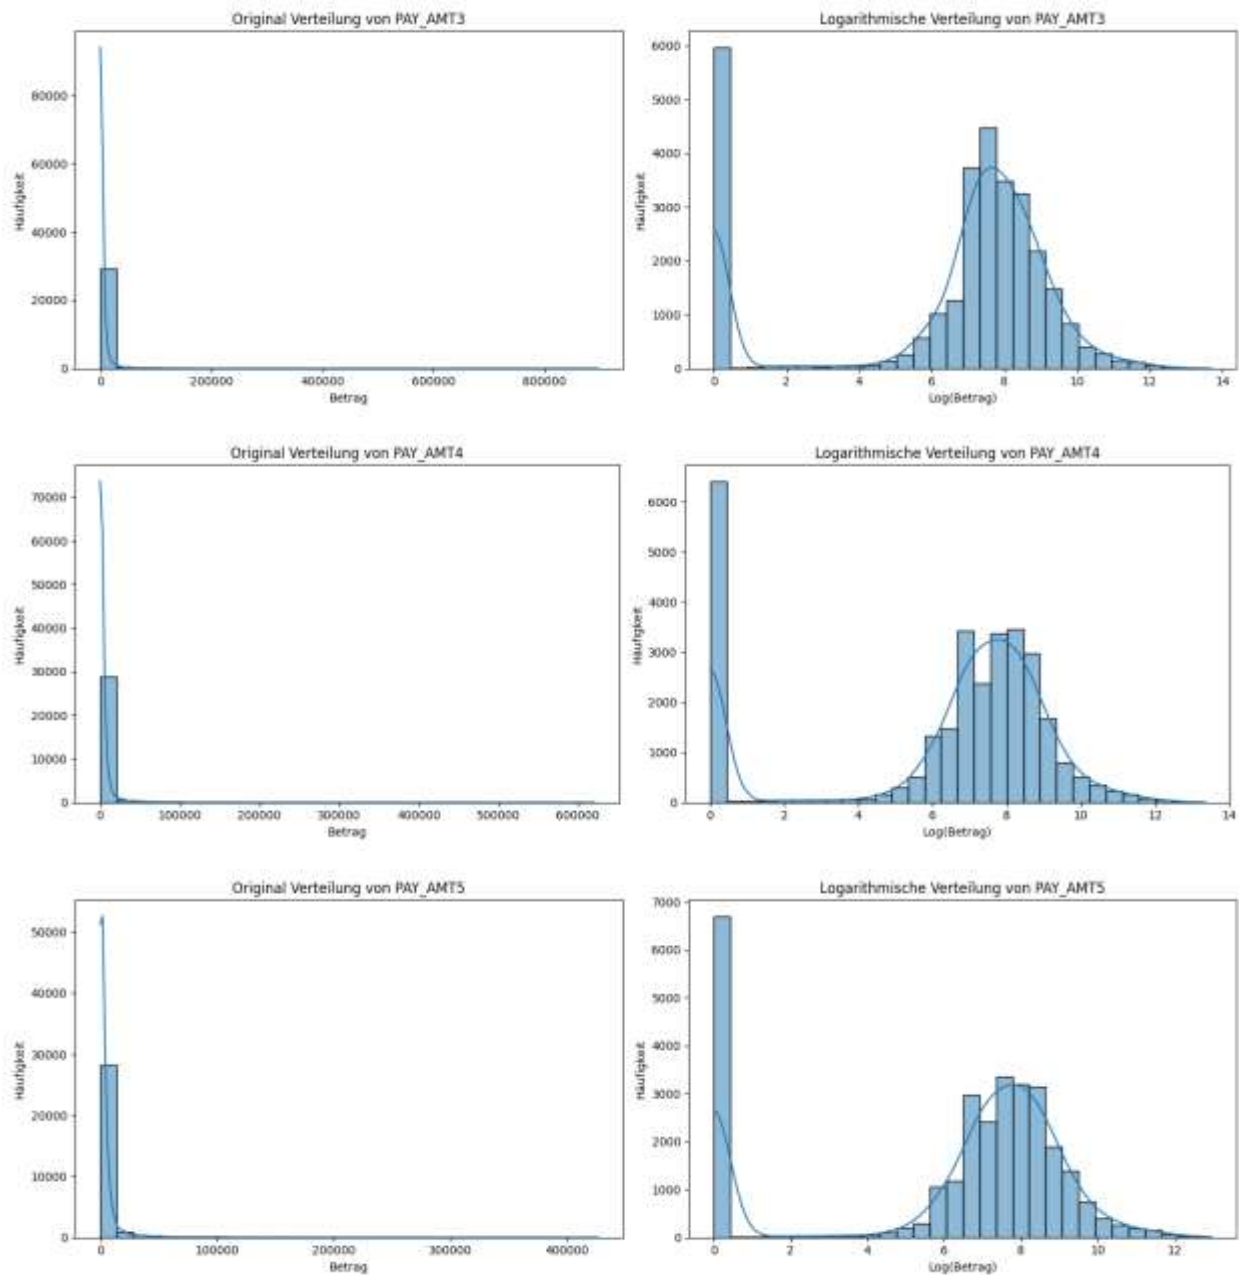 Original Verteilung von PAY_AMT3
Häufigkeit
80000
60000
40000
20000
0
0 200000 400000 600000 800000
Betrag
Logarithmische Verteilung von PAY_AMT3
Häufigkeit
6000
5000
4000
3000
2000
1000
0
0 2 4 6 8 10 12 14
Log(Betrag)
Original Verteilung von PAY_AMT4
Häufigkeit
70000
60000
50000
40000
30000
20000
10000
0
0 100000 200000 300000 400000 500000 600000
Betrag
Logarithmische Verteilung von PAY_AMT4
Häufigkeit
6000
5000
4000
3000
2000
1000
0
0 2 4 6 8 10 12 14
Log(Betrag)
Original Verteilung von PAY_AMT5
Häufigkeit
50000
40000
30000
20000
10000
0
0 100000 200000 300000 400000
Betrag
Logarithmische Verteilung von PAY_AMT5
Häufigkeit
7000
6000
5000
4000
3000
2000
1000
0
0 2 4 6 8 10 12
Log(Betrag)